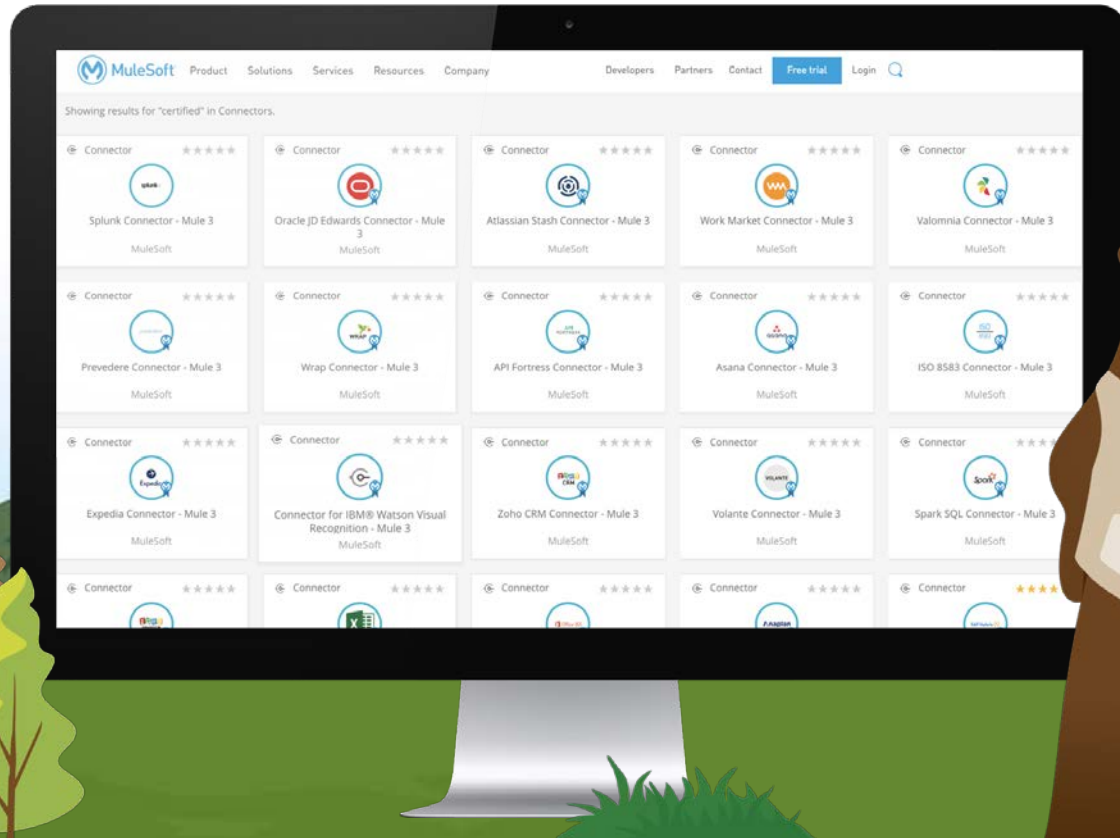 MuleSoft Product Solutions Services Resources Company Developers Partners Contact Free trial Login
Showing results for "certified" in Connectors.
Connector Connector Connector Connector Connector
splunk
Splunk Connector - Mule 3
MuleSoft
Oracle JD Edwards Connector - Mule
3
MuleSoft
Atlassian Stash Connector - Mule 3
MuleSoft
Work Market Connector - Mule 3
MuleSoft
Valomnia Connector - Mule 3
MuleSoft
Connector Connector Connector Connector Connector
Prevedere Connector - Mule 3
MuleSoft
WRAP
Wrap Connector - Mule 3
MuleSoft
API
FORTRESS
API Fortress Connector - Mule 3
MuleSoft
asana
Asana Connector - Mule 3
MuleSoft
ISO
8583
ISO 8583 Connector - Mule 3
MuleSoft
Connector Connector Connector Connector Connector
Expedia
Expedia Connector - Mule 3
MuleSoft
Connector for IBM® Watson Visual
Recognition - Mule 3
MuleSoft
ZOHO
CRM
Zoho CRM Connector - Mule 3
MuleSoft
VOLANTE
Volante Connector - Mule 3
MuleSoft
Spark
Spark SQL Connector - Mule 3
MuleSoft
Connector Connector Connector Connector Connector
X
Office 365
Anaplan